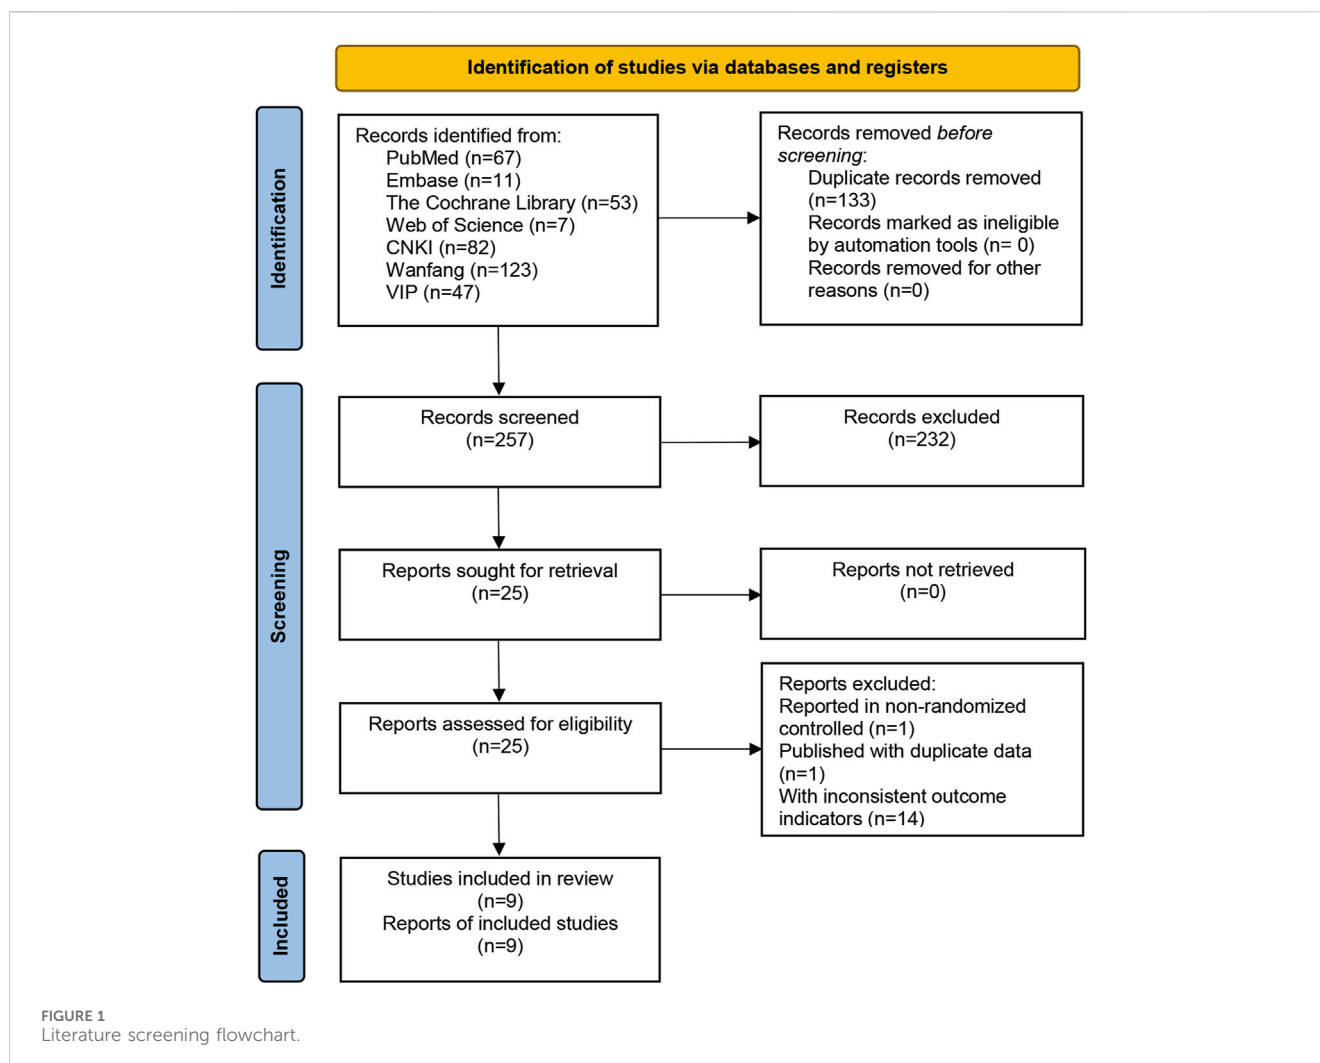 Identification of studies via databases and registers
Identification
Records identified from:
PubMed (n=67)
Embase (n=11)
The Cochrane Library (n=53)
Web of Science (n=7)
CNKI (n=82)
Wanfang (n=123)
VIP (n=47)
Records removed before
screening:
Duplicate records removed
(n=133)
Records marked as ineligible
by automation tools (n= 0)
Records removed for other
reasons (n=0)
Screening
Records screened
(n=257)
Records excluded
(n=232)
Reports sought for retrieval
(n=25)
Reports not retrieved
(n=0)
Reports assessed for eligibility
(n=25)
Reports excluded:
Reported in non-randomized
controlled (n=1)
Published with duplicate data
(n=1)
With inconsistent outcome
indicators (n=14)
Included
Studies included in review
(n=9)
Reports of included studies
(n=9)
FIGURE 1
Literature screening flowchart.